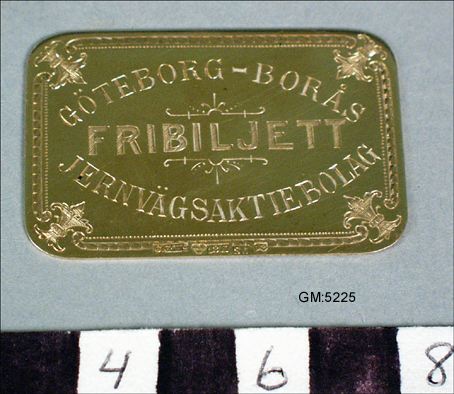 GÖTEBORG-BORÅS
FRIBILJETT
JERNVÄGSAKTIEBOLAG
GM:5225
4 6 8